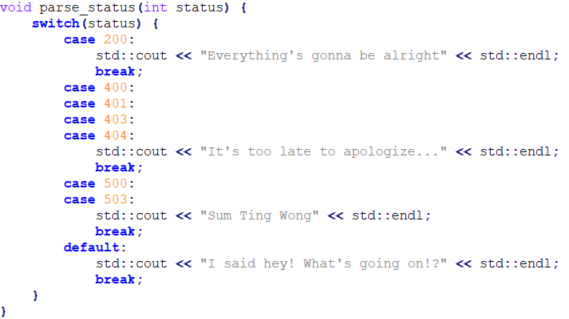 void parse_status(int status) {
    switch(status) {
        case 200:
            std::cout << "Everything's gonna be alright" << std::endl;
            break;
        case 400:
        case 401:
        case 403:
        case 404:
            std::cout << "It's too late to apologize..." << std::endl;
            break;
        case 500:
        case 503:
            std::cout << "Sum Ting Wong" << std::endl;
            break;
        default:
            std::cout << "I said hey! What's going on!?" << std::endl;
            break;
    }
}